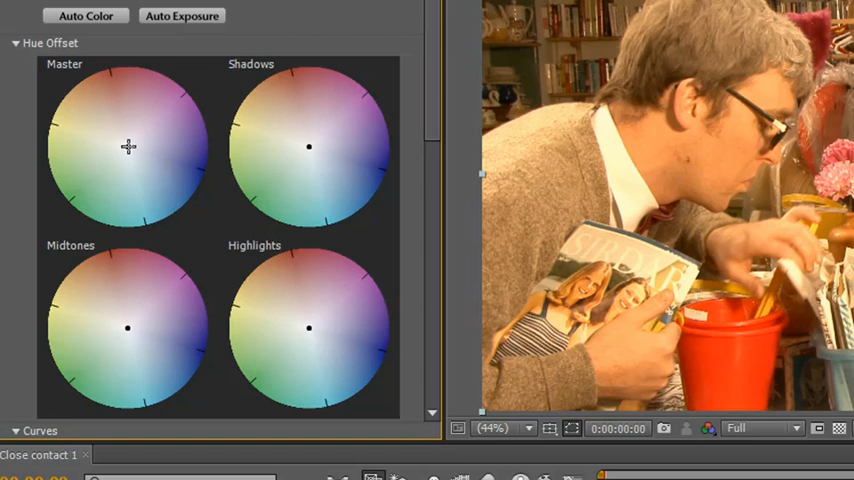 Auto Color
Auto Exposure
Hue Offset
Master
Shadows
Midtones
Highlights
Curves
SIRDAR
(44%)
0:00:00:00
Full
Close contact 1